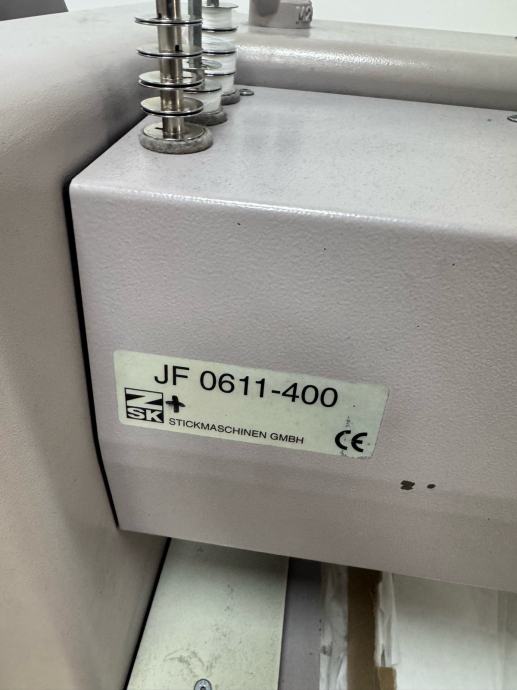 JF 0611-400
ZSK
STICKMASCHINEN GMBH
CE